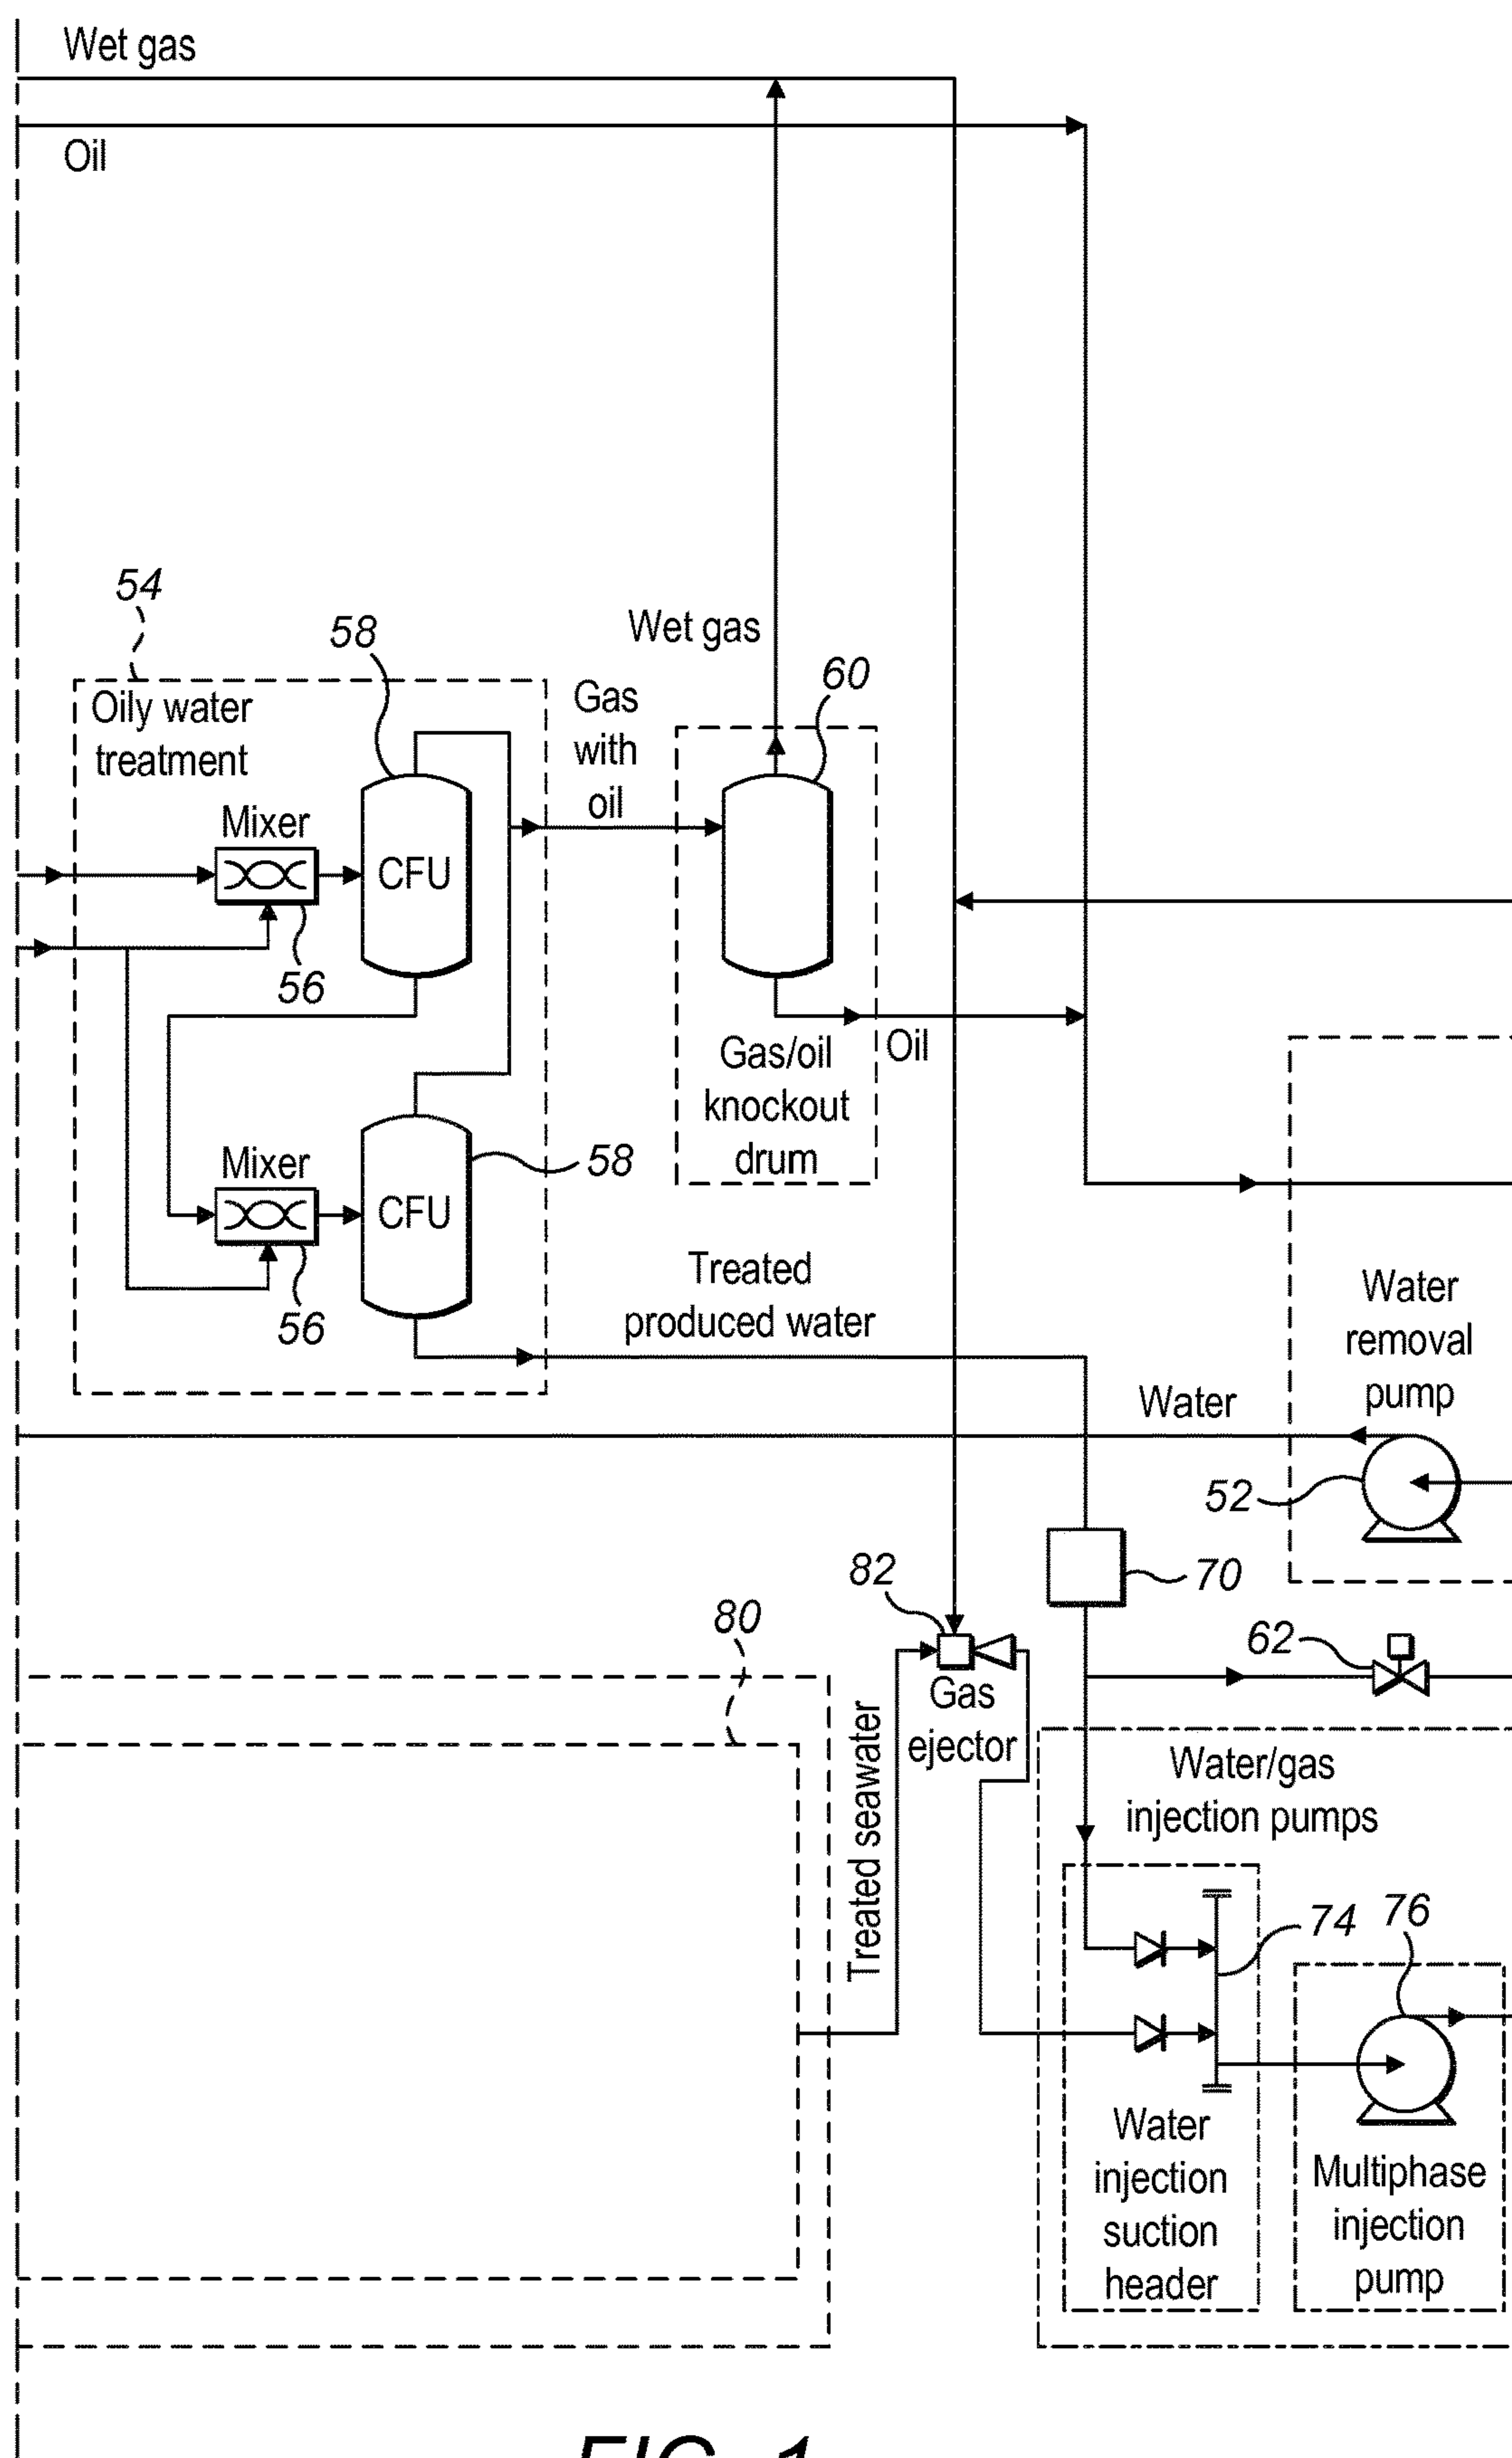 Wet gas
Oil
54
58
Wet gas
60
Oily water
treatment
Gas
with
oil
Mixer
CFU
56
Gas/oil
knockout
drum
Oil
Mixer
CFU
58
56
Treated
produced water
Water
removal
pump
Water
52
82
70
80
62
Gas
ejector
Treated seawater
Water/gas
injection pumps
74
76
Water
injection
suction
header
Multiphase
injection
pump
FIG. 1